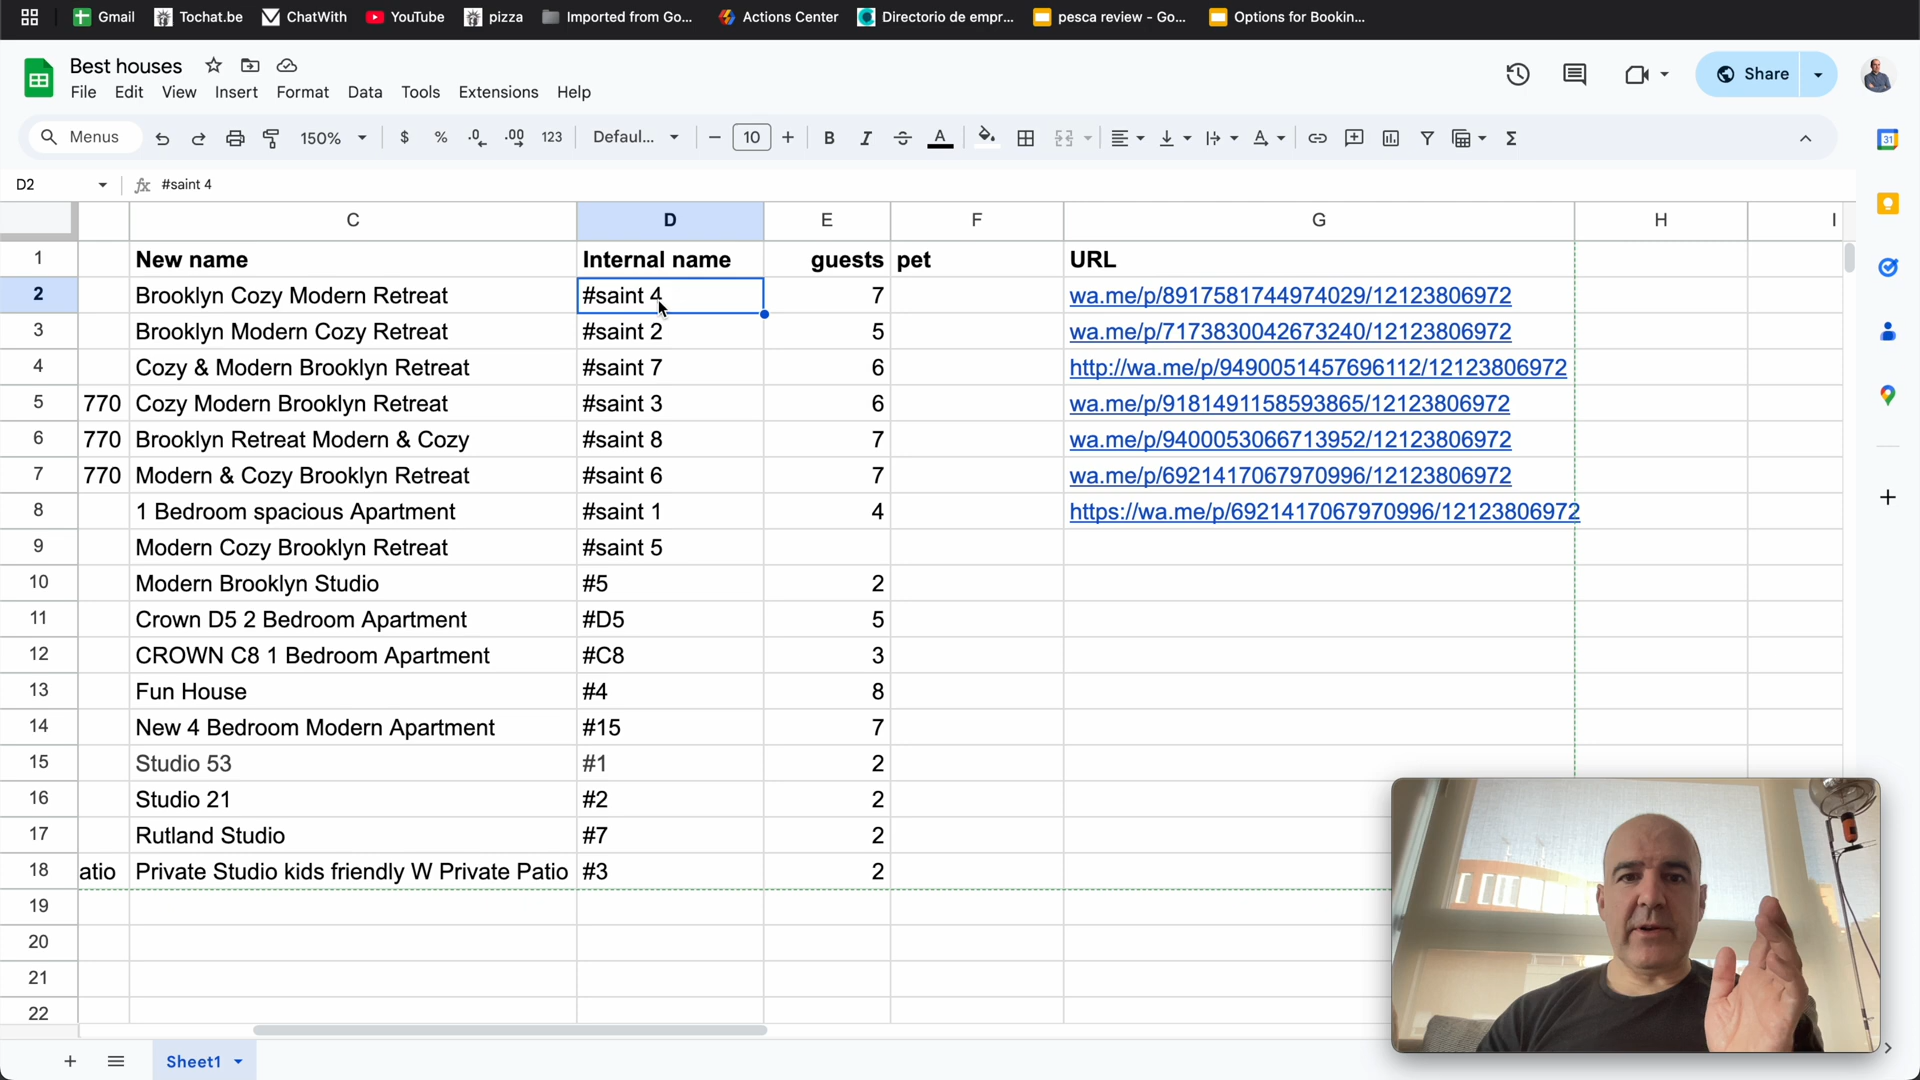 Gmail Tochat.be ChatWith YouTube pizza Imported from Go... Actions Center Directorio de empr... pesca review - Go... Options for Bookin...
Best houses
File Edit View Insert Format Data Tools Extensions Help
Share
Menus 150% $ % .0 .00 123 Defaul... 10 B I S A Σ
31
D2 fx #saint 4
C D E F G H I
1 New name Internal name guests pet URL
2 Brooklyn Cozy Modern Retreat #saint 4 7 wa.me/p/8917581744974029/12123806972
3 Brooklyn Modern Cozy Retreat #saint 2 5 wa.me/p/7173830042673240/12123806972
4 Cozy & Modern Brooklyn Retreat #saint 7 6 http://wa.me/p/9490051457696112/12123806972
5 770 Cozy Modern Brooklyn Retreat #saint 3 6 wa.me/p/9181491158593865/12123806972
6 770 Brooklyn Retreat Modern & Cozy #saint 8 7 wa.me/p/9400053066713952/12123806972
7 770 Modern & Cozy Brooklyn Retreat #saint 6 7 wa.me/p/6921417067970996/12123806972
8 1 Bedroom spacious Apartment #saint 1 4 https://wa.me/p/6921417067970996/12123806972
9 Modern Cozy Brooklyn Retreat #saint 5
10 Modern Brooklyn Studio #5 2
11 Crown D5 2 Bedroom Apartment #D5 5
12 CROWN C8 1 Bedroom Apartment #C8 3
13 Fun House #4 8
14 New 4 Bedroom Modern Apartment #15 7
15 Studio 53 #1 2
16 Studio 21 #2 2
17 Rutland Studio #7 2
18 atio Private Studio kids friendly W Private Patio #3 2
19
20
21
22
Sheet1